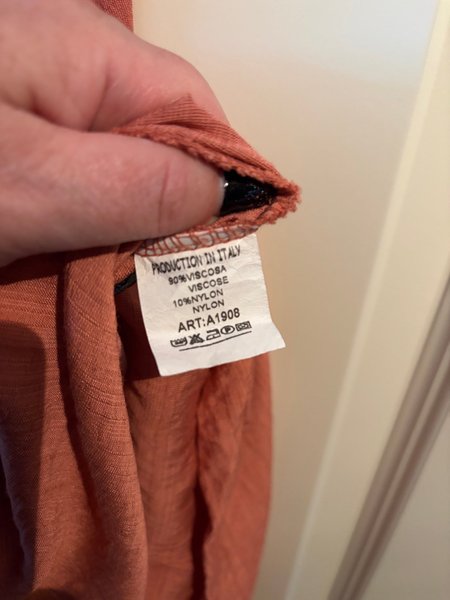 PRODUCTION IN ITALY
90%VISCOSA
VISCOSE
10%NYLON
NYLON
ART:A1908